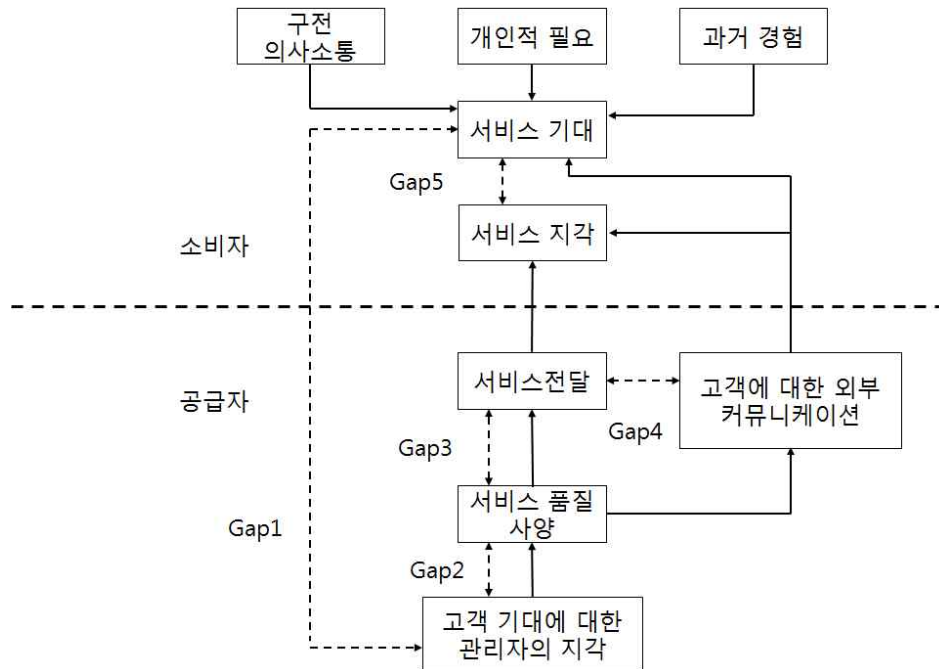 구전
의사소통
개인적 필요
과거 경험
서비스 기대
Gap5
서비스 지각
소비자
공급자
서비스전달
고객에 대한 외부
커뮤니케이션
Gap4
Gap3
서비스 품질
사양
Gap1
Gap2
고객 기대에 대한
관리자의 지각